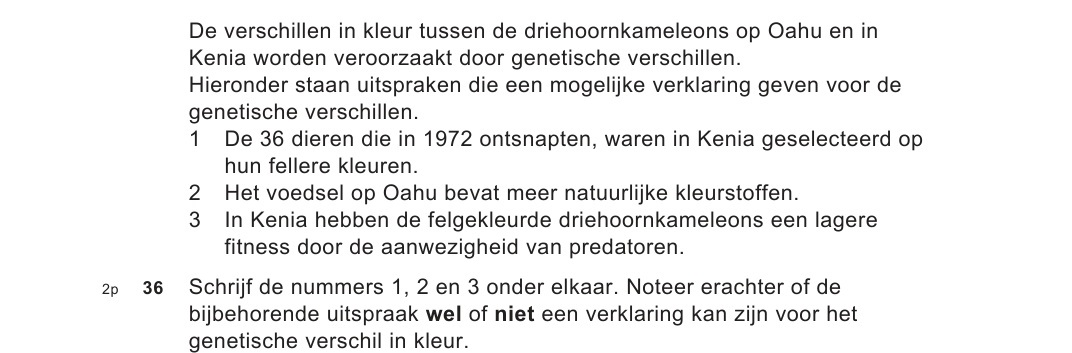 De verschillen in kleur tussen de driehoornkameleons op Oahu en in
Kenia worden veroorzaakt door genetische verschillen.
Hieronder staan uitspraken die een mogelijke verklaring geven voor de
genetische verschillen.
1 De 36 dieren die in 1972 ontsnapten, waren in Kenia geselecteerd op
hun fellere kleuren.
2 Het voedsel op Oahu bevat meer natuurlijke kleurstoffen.
3 In Kenia hebben de felgekleurde driehoornkameleons een lagere
fitness door de aanwezigheid van predatoren.
2p 36 Schrijf de nummers 1, 2 en 3 onder elkaar. Noteer erachter of de
bijbehorende uitspraak wel of niet een verklaring kan zijn voor het
genetische verschil in kleur.